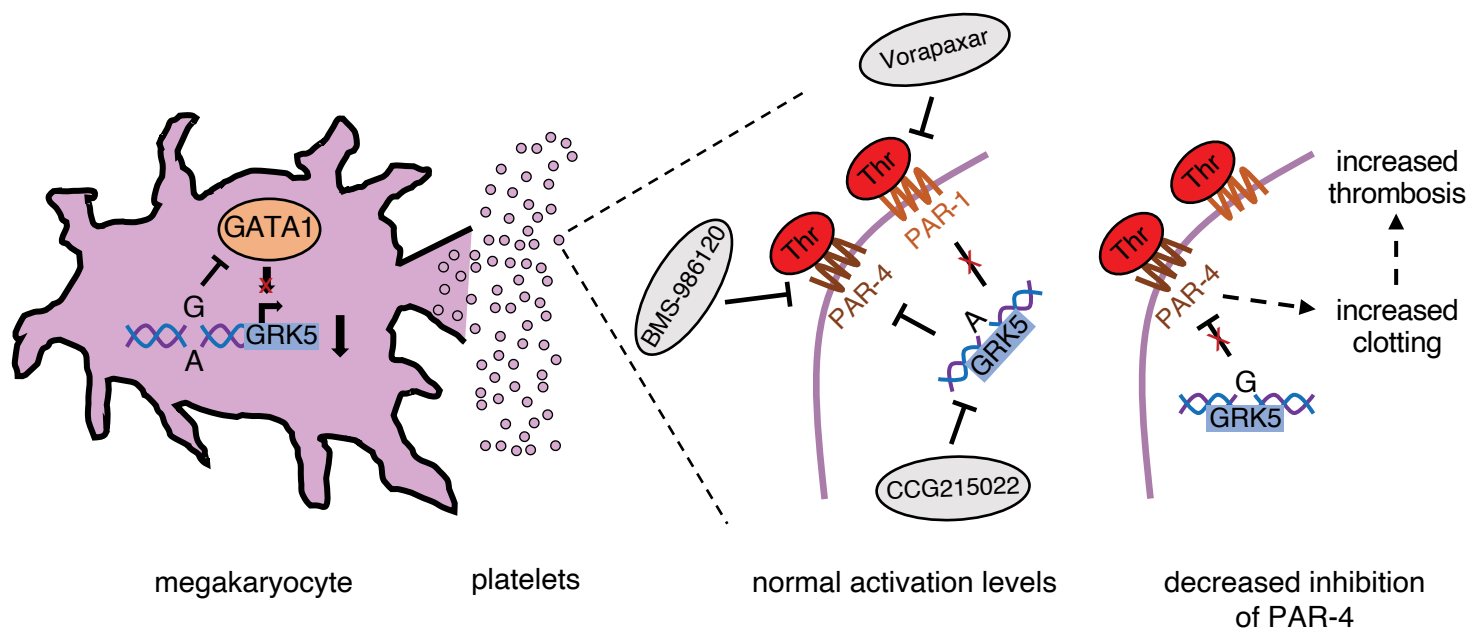 GATA1
G
GRK5
A
megakaryocyte
platelets
Vorapaxar
Thr
PAR-1
Thr
PAR-4
BMS-986120
A
GRK5
CCG215022
normal activation levels
Thr
Thr
PAR-4
G
GRK5
increased
thrombosis
increased
clotting
decreased inhibition
of PAR-4